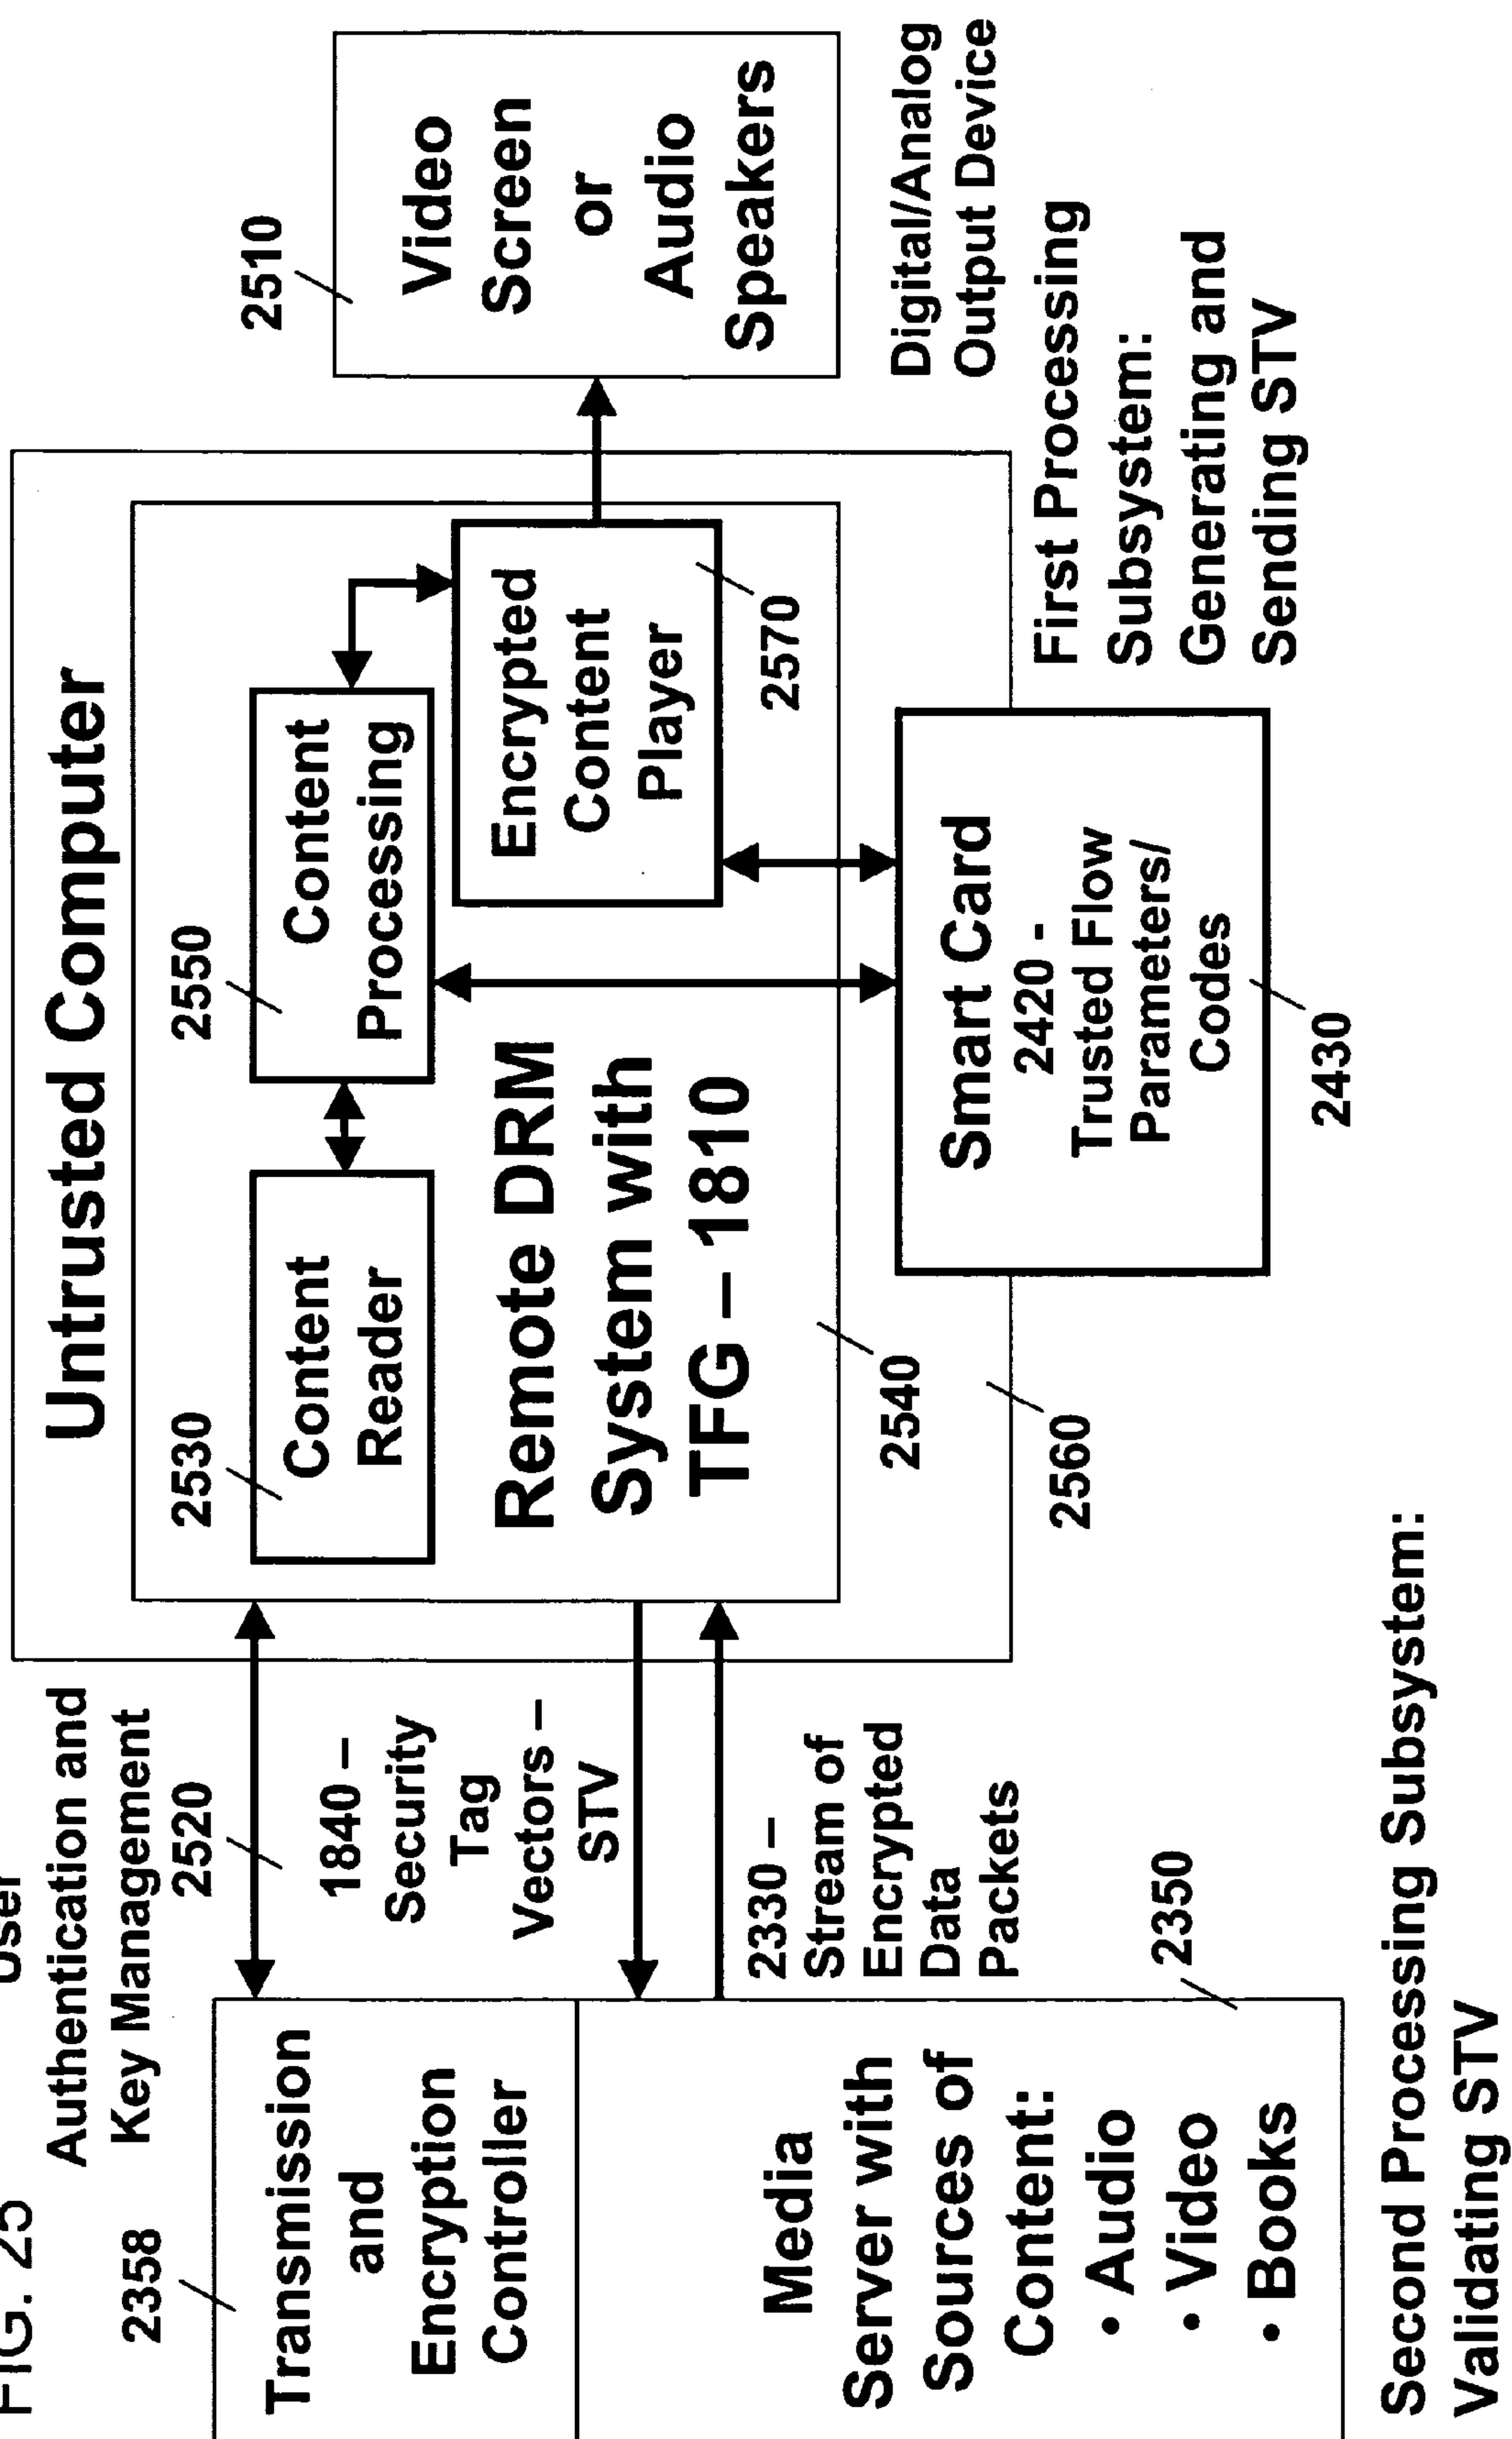 FIG. 25
User
Authentication and
Key Management
2520
2358
Transmission
and
Encryption
Controller
Media
Server with
Sources of
Content:
• Audio
• Video
• Books
2350
Second Processing Subsystem:
Validating STV
1840 –
Security
Tag
Vectors –
STV
2330 –
Stream of
Encrypted
Data
Packets
Untrusted Computer
2530
Content
Reader
2550
Content
Processing
Remote DRM
System with
TFG – 1810
Encrypted
Content
Player
2570
2540
2560
Smart Card
2420 -
Trusted Flow
Parameters/
Codes
2430
First Processing
Subsystem:
Generating and
Sending STV
2510
Video
Screen
or
Audio
Speakers
Digital/Analog
Output Device